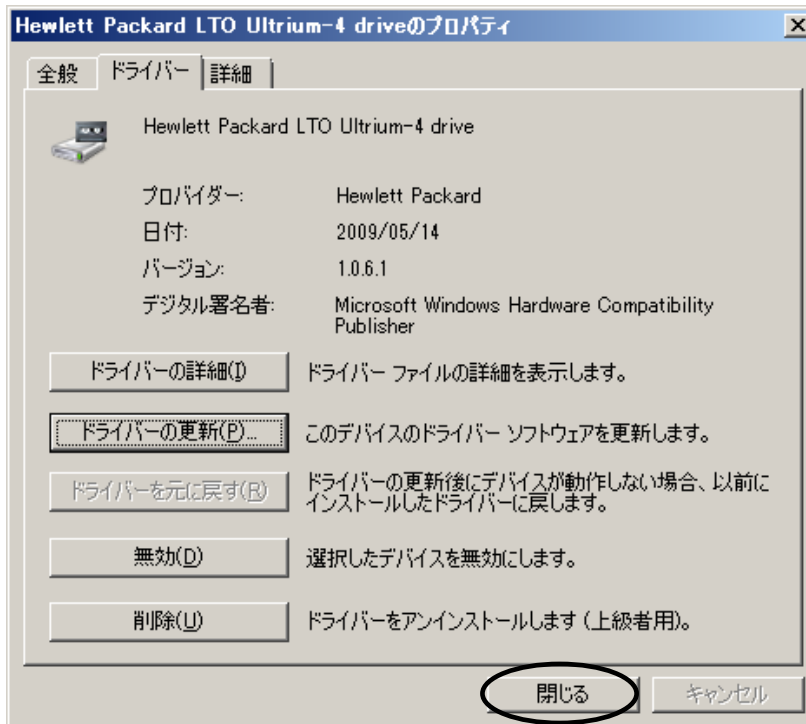 Hewlett Packard LTO Ultrium-4 driveのプロパティ
全般 ドライバー 詳細
Hewlett Packard LTO Ultrium-4 drive
プロバイダー: Hewlett Packard
日付: 2009/05/14
バージョン: 1.0.6.1
デジタル署名者: Microsoft Windows Hardware Compatibility
Publisher
ドライバーの詳細(I) ドライバー ファイルの詳細を表示します。
ドライバーの更新(P)... このデバイスのドライバー ソフトウェアを更新します。
ドライバーを元に戻す(R) ドライバーの更新後にデバイスが動作しない場合、以前に
インストールしたドライバーに戻します。
無効(D) 選択したデバイスを無効にします。
削除(U) ドライバーをアンインストールします (上級者用)。
閉じる キャンセル